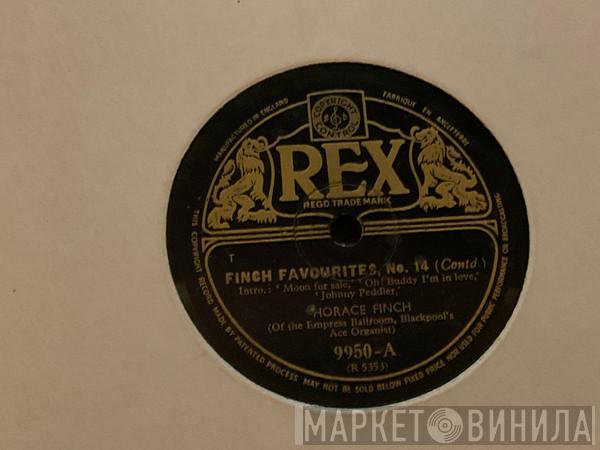 MANUFACTURED IN ENGLAND
FABRIQUE EN ANGLETERRE
COPYRIGHT
CONTROL
REX
REGD. TRADE MARK
T
FINCH FAVOURITES, No. 14 (Contd)
Intro.: 'Moon for sale,' 'Oh! Buddy I'm in love,'
'Johnny Peddler,'
HORACE FINCH
(Of the Empress Ballroom, Blackpool's
Ace Organist)
9950-A
(R 5353)
THIS COPYRIGHT RECORD MADE BY PATENTED PROCESS MAY NOT BE SOLD BELOW FIXED PRICE NOR USED FOR PUBLIC PERFORMANCE OR BROADCASTING
МАРКЕТ ВИНИЛА